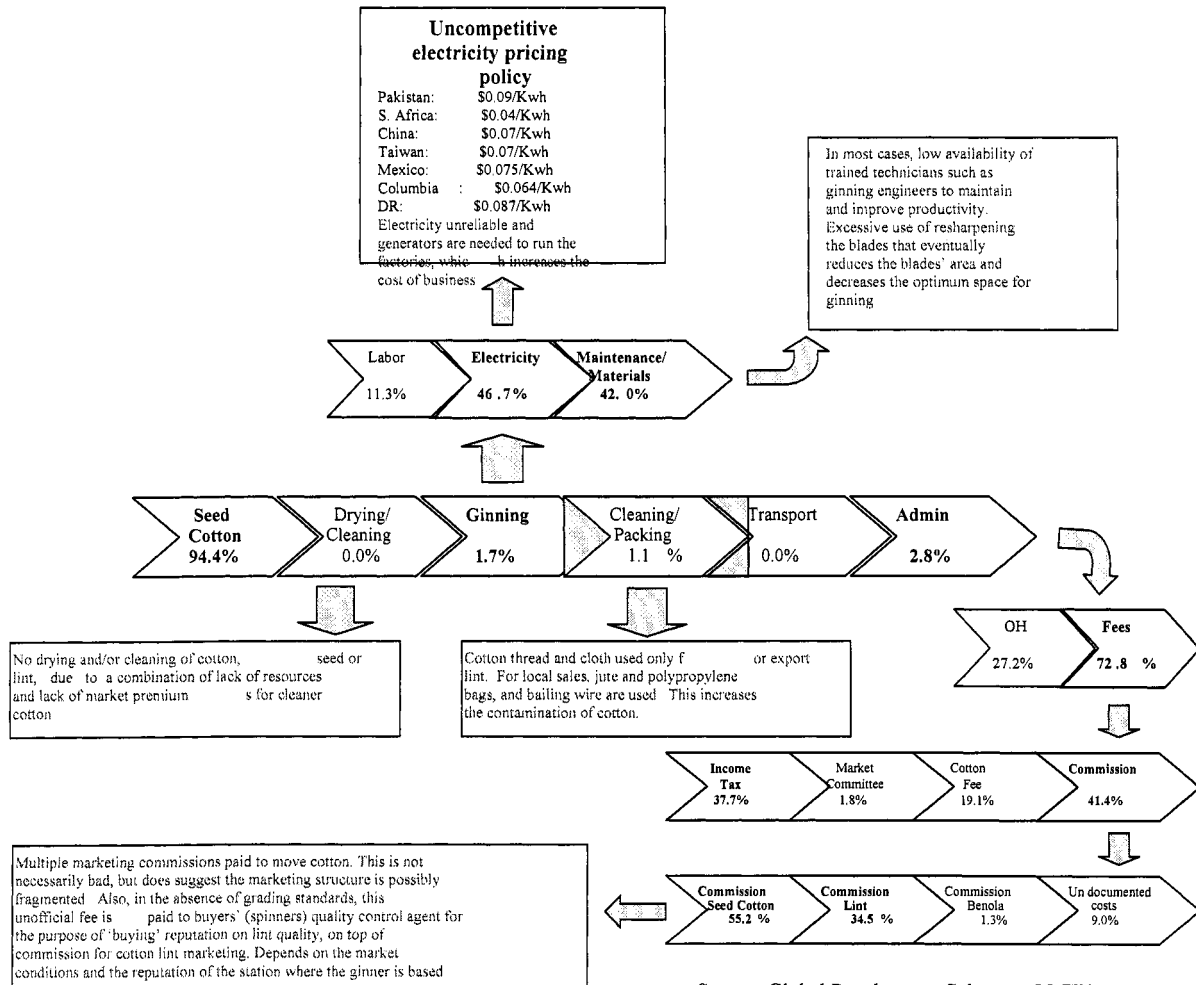 Uncompetitive
electricity pricing
policy
Pakistan: $0.09/Kwh
S. Africa: $0.04/Kwh
China: $0.07/Kwh
Taiwan: $0.07/Kwh
Mexico: $0.075/Kwh
Columbia : $0.064/Kwh
DR: $0.087/Kwh
Electricity unreliable and
generators are needed to run the
factories, whic h increases the
cost of business
In most cases, low availability of
trained technicians such as
ginning engineers to maintain
and improve productivity.
Excessive use of resharpening
the blades that eventually
reduces the blades' area and
decreases the optimum space for
ginning
Labor
11.3%
Electricity
46 .7%
Maintenance/
Materials
42. 0%
Seed
Cotton
94.4%
Drying/
Cleaning
0.0%
Ginning
1.7%
Cleaning/
Packing
1.1 %
Transport
0.0%
Admin
2.8%
No drying and/or cleaning of cotton, seed or
lint, due to a combination of lack of resources
and lack of market premium s for cleaner
cotton
Cotton thread and cloth used only f or export
lint. For local sales, jute and polypropylene
bags, and bailing wire are used This increases
the contamination of cotton.
OH
27.2%
Fees
72.8 %
Income
Tax
37.7%
Market
Committee
1.8%
Cotton
Fee
19.1%
Commission
41.4%
Multiple marketing commissions paid to move cotton. This is not
necessarily bad, but does suggest the marketing structure is possibly
fragmented Also, in the absence of grading standards, this
unofficial fee is paid to buyers' (spinners) quality control agent for
the purpose of 'buying' reputation on lint quality, on top of
commission for cotton lint marketing. Depends on the market
conditions and the reputation of the station where the ginner is based
Commission
Seed Cotton
55.2 %
Commission
Lint
34.5 %
Commission
Benola
1.3%
Un documented
costs
9.0%